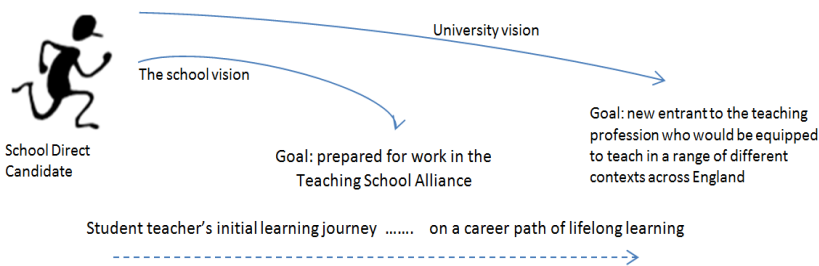 University vision
The school vision
School Direct
Candidate
Goal: prepared for work in the
Teaching School Alliance
Goal: new entrant to the teaching
profession who would be equipped
to teach in a range of different
contexts across England
Student teacher's initial learning journey ……. on a career path of lifelong learning